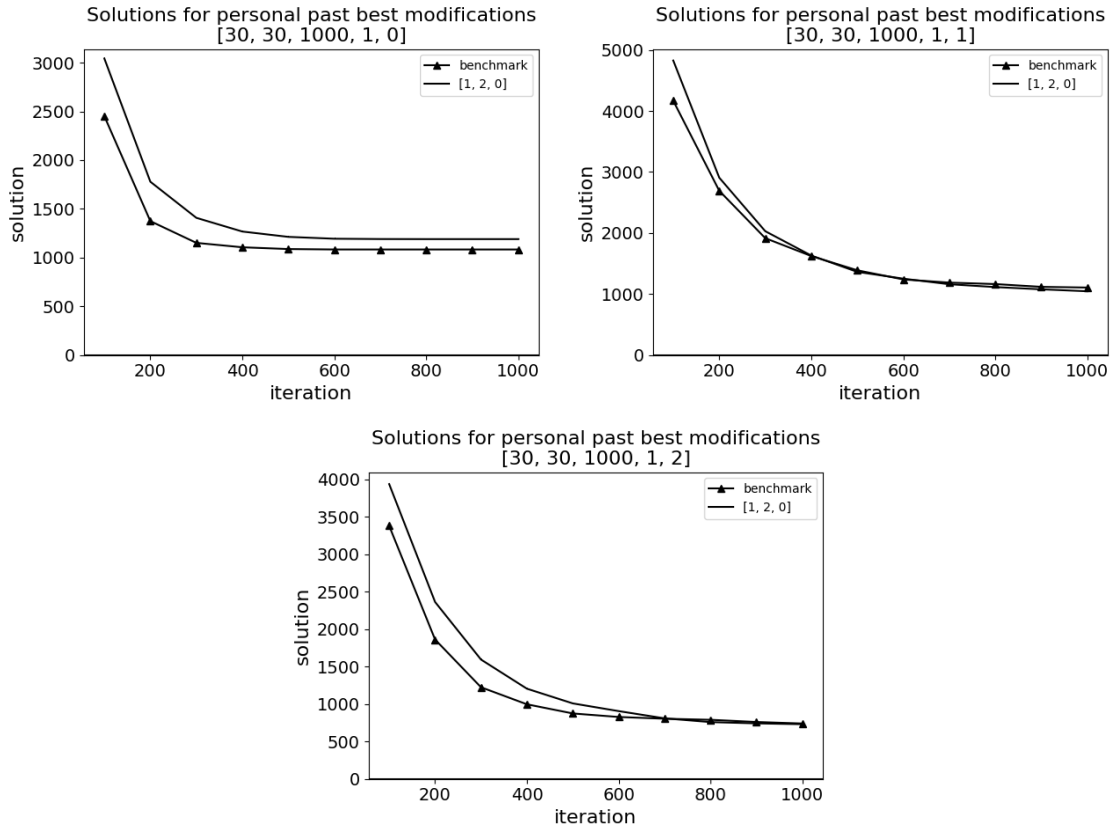 Solutions for personal past best modifications
[30, 30, 1000, 1, 0]
benchmark
[1, 2, 0]
3000
2500
2000
1500
1000
500
0
solution
200 400 600 800 1000
iteration
Solutions for personal past best modifications
[30, 30, 1000, 1, 1]
benchmark
[1, 2, 0]
5000
4000
3000
2000
1000
0
solution
200 400 600 800 1000
iteration
Solutions for personal past best modifications
[30, 30, 1000, 1, 2]
benchmark
[1, 2, 0]
4000
3500
3000
2500
2000
1500
1000
500
0
solution
200 400 600 800 1000
iteration